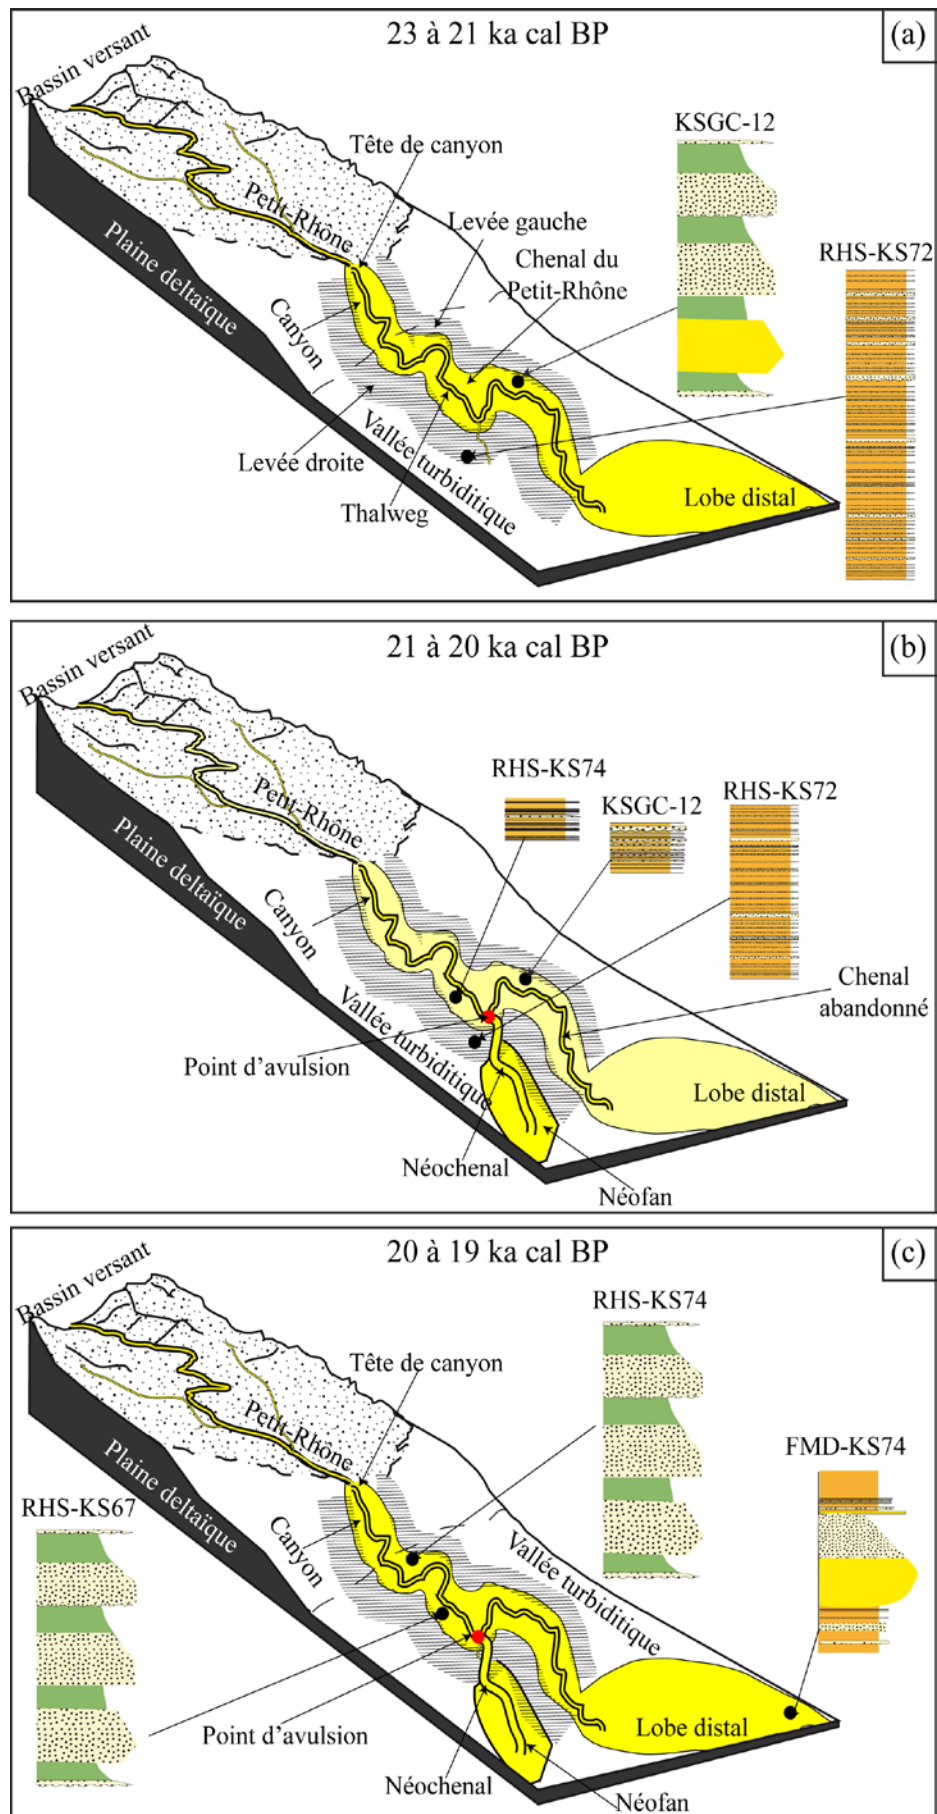 23 à 21 ka cal BP
(a)
Bassin versant
KSGC-12
Tête de canyon
Petit-Rhône
Levée gauche
RHS-KS72
Plaine deltaïque
Chenal du
Petit-Rhône
Canyon
Levée droite
Vallée turbiditique
Thalweg
Lobe distal
21 à 20 ka cal BP
(b)
Bassin versant
RHS-KS74
KSGC-12
RHS-KS72
Petit-Rhône
Plaine deltaïque
Canyon
Chenal
abandonné
Vallée turbiditique
Point d'avulsion
Lobe distal
Néochenal
Néofan
20 à 19 ka cal BP
(c)
Bassin versant
RHS-KS74
Tête de canyon
Petit-Rhône
FMD-KS74
Plaine deltaïque
RHS-KS67
Canyon
Vallée turbiditique
Point d'avulsion
Lobe distal
Néochenal
Néofan